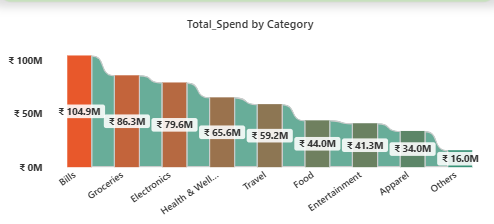 Total_Spend by Category
₹ 100M
₹ 50M
₹ 0M
₹ 104.9M
₹ 86.3M
₹ 79.6M
₹ 65.6M
₹ 59.2M
₹ 44.0M
₹ 41.3M
₹ 34.0M
₹ 16.0M
Bills
Groceries
Electronics
Health & Well...
Travel
Food
Entertainment
Apparel
Others